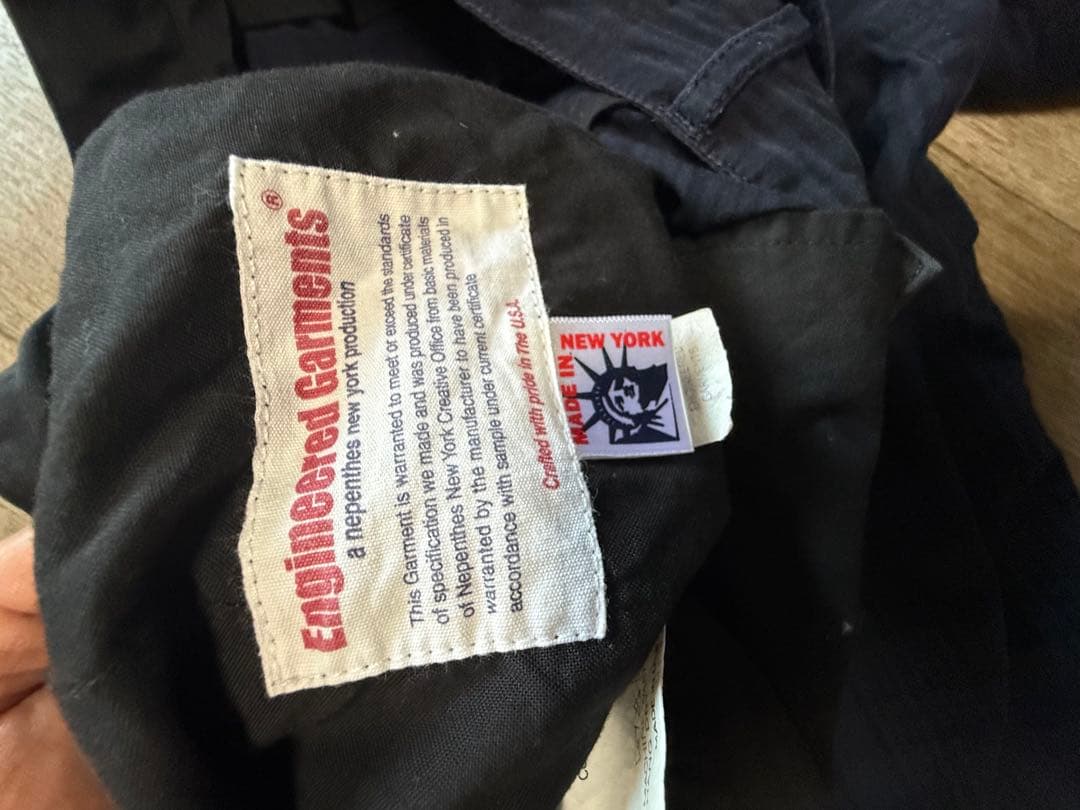 Engineered Garments ®
a nepenthes new york production
This Garment is warranted to meet or exceed the standards
of specification we made and was produced under certificate
of Nepenthes New York Creative Office from basic materials
warranted by the manufacturer to have been produced in
accordance with sample under current certificate
Crafted with pride in The U.S.A.
MADE IN NEW YORK